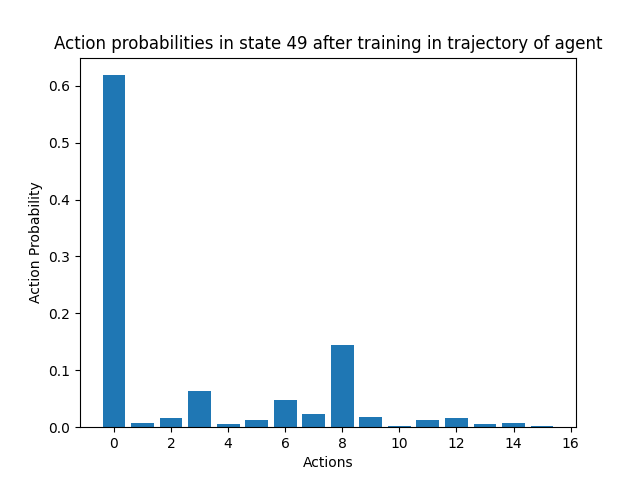 Action probabilities in state 49 after training in trajectory of agent
Action Probability
0.6
0.5
0.4
0.3
0.2
0.1
0.0
0 2 4 6 8 10 12 14 16
Actions